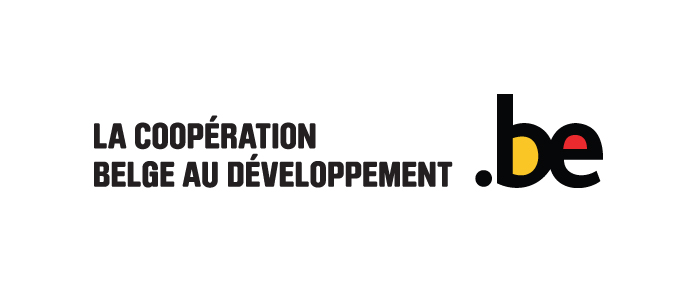 LA COOPÉRATION
BELGE AU DÉVELOPPEMENT
.be